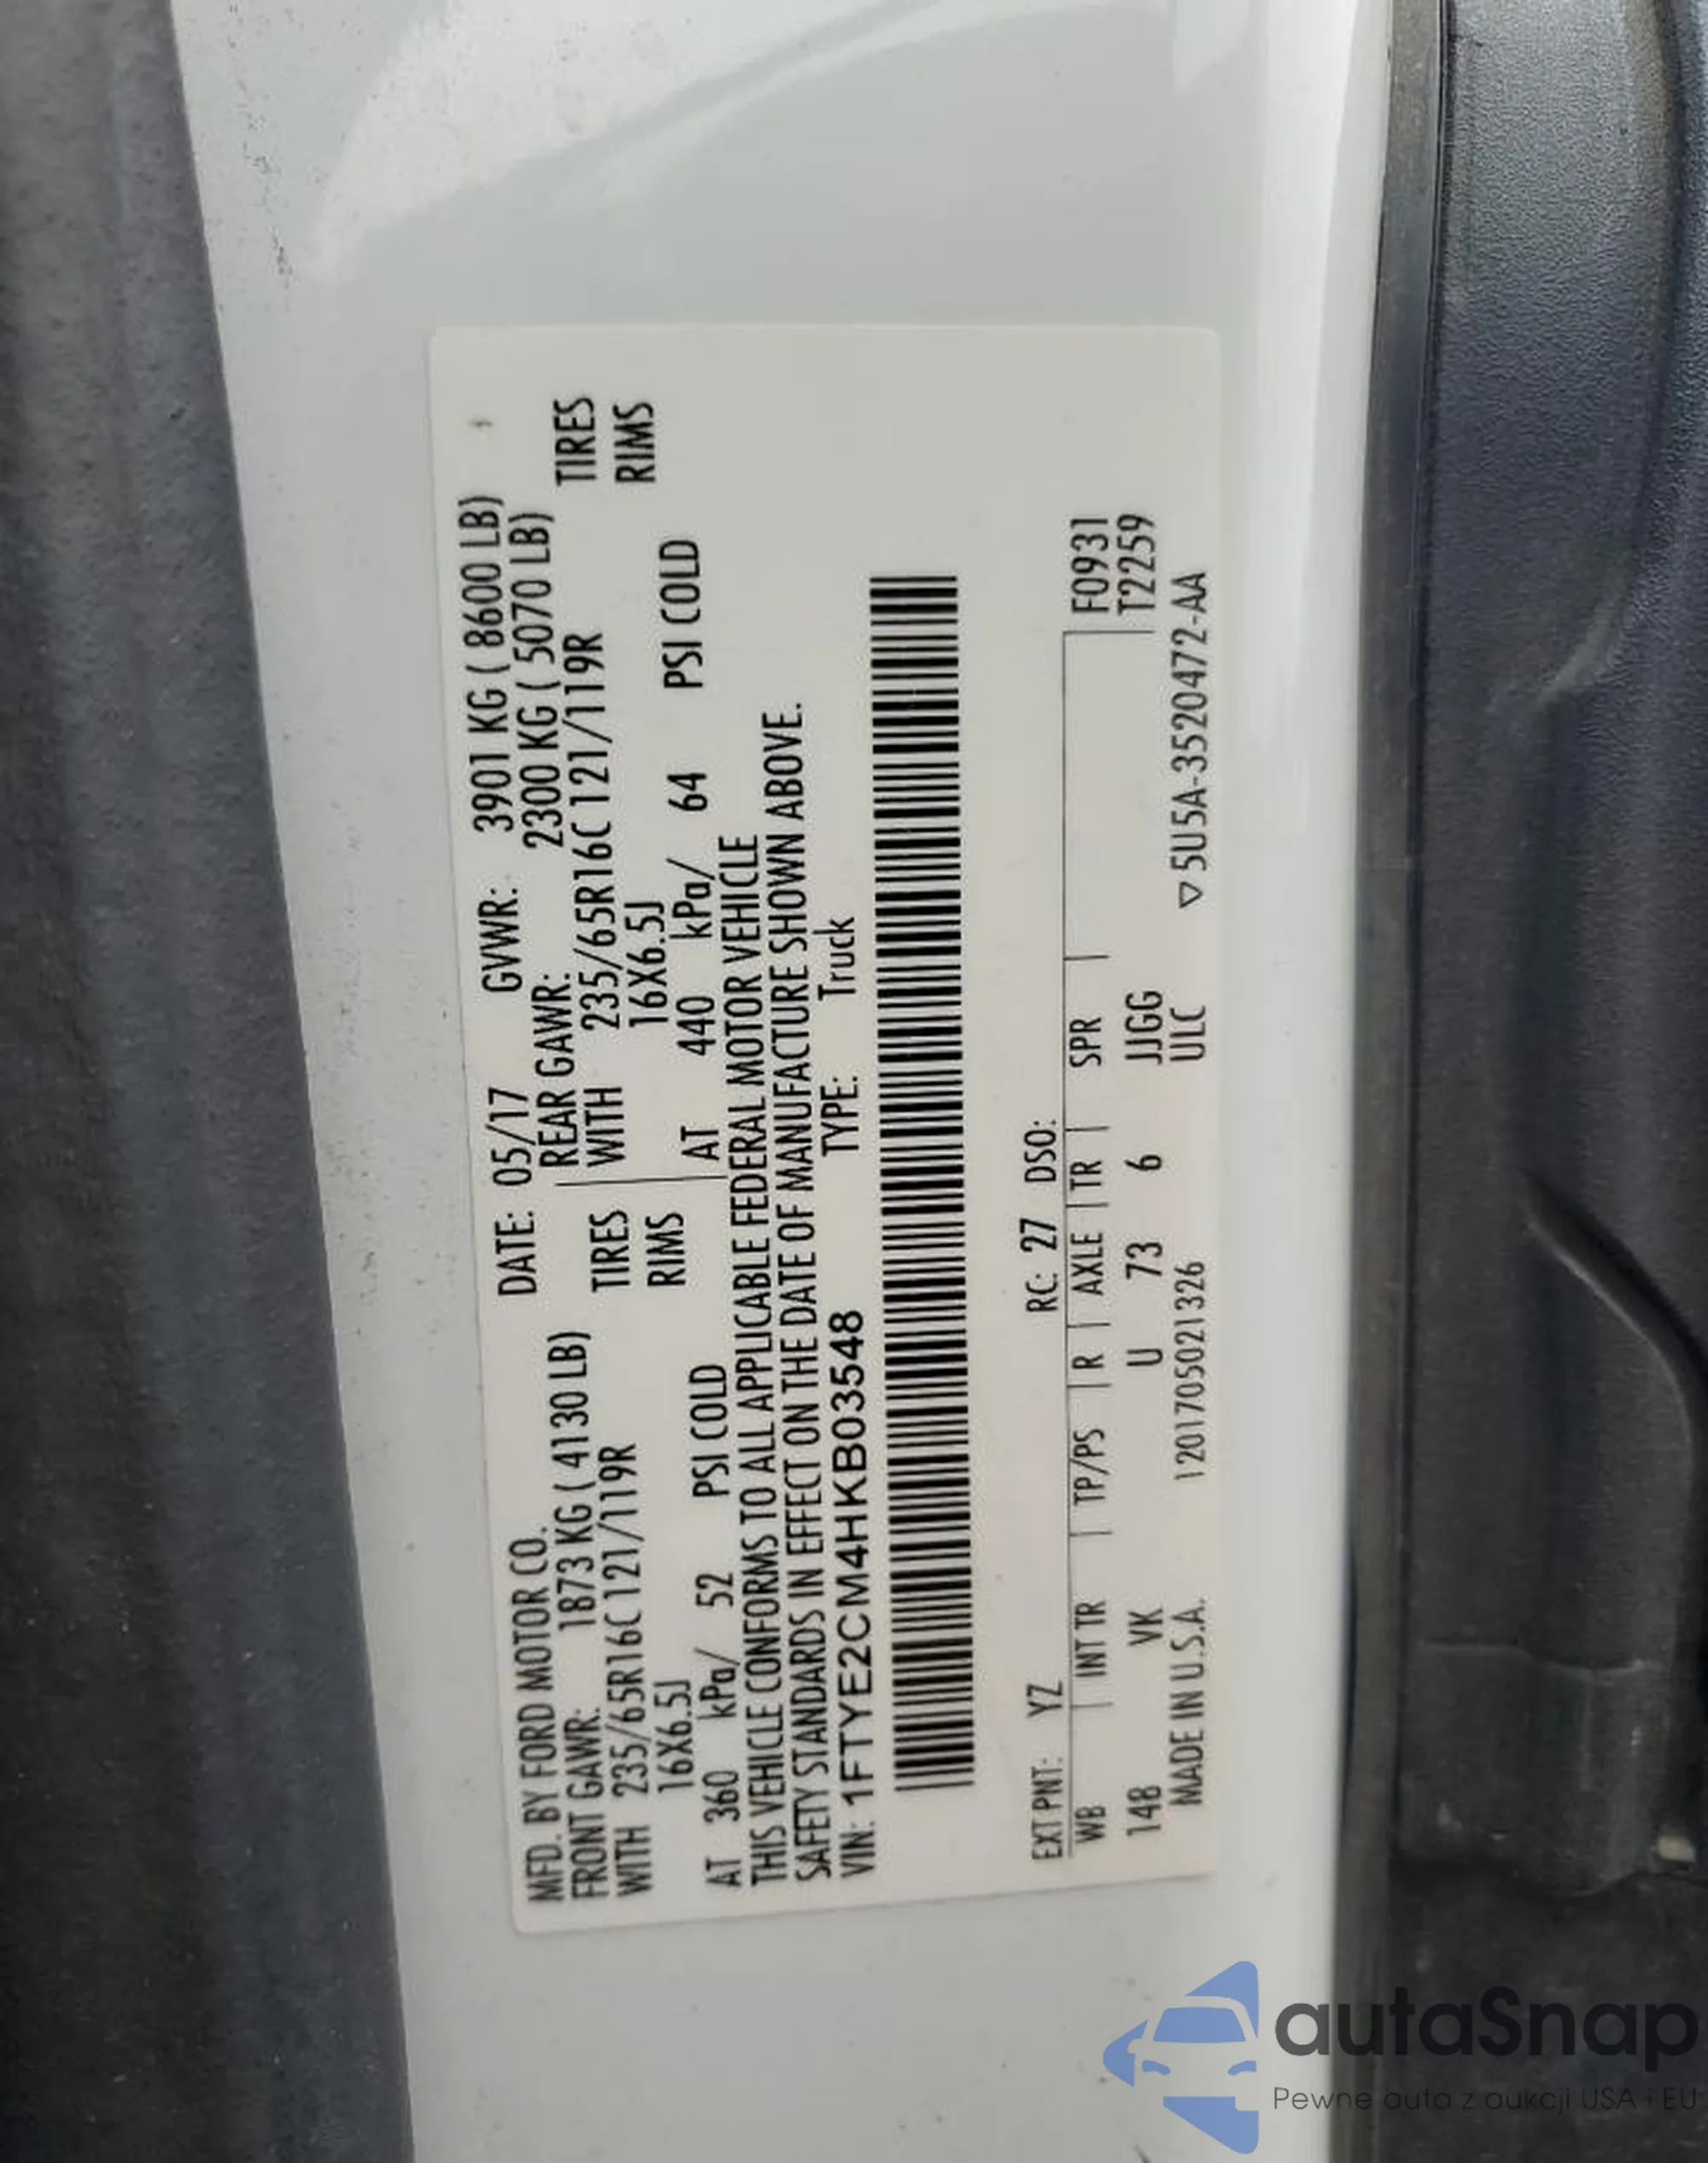 MFD. BY FORD MOTOR CO. DATE: 05/17 GVWR: 3901 KG ( 8600 LB)
FRONT GAWR: 1873 KG ( 4130 LB) REAR GAWR: 2300 KG ( 5070 LB)
WITH 235/65R16C 121/119R TIRES WITH 235/65R16C 121/119R TIRES
16X6.5J RIMS 16X6.5J RIMS
AT 360 kPa/ 52 PSI COLD AT 440 kPa/ 64 PSI COLD
THIS VEHICLE CONFORMS TO ALL APPLICABLE FEDERAL MOTOR VEHICLE
SAFETY STANDARDS IN EFFECT ON THE DATE OF MANUFACTURE SHOWN ABOVE.
VIN: 1FTYE2CM4HKB03548 TYPE: Truck
EXT PNT: YZ RC: 27 DSO:
WB INT TR TP/PS R AXLE TR SPR F0931
148 VK U 73 6 JJGG T2259
MADE IN U.S.A. 1201705021326 ULC ▽5U5A-3520472-AA
autaSnap
Pewne auta z aukcji USA i EU